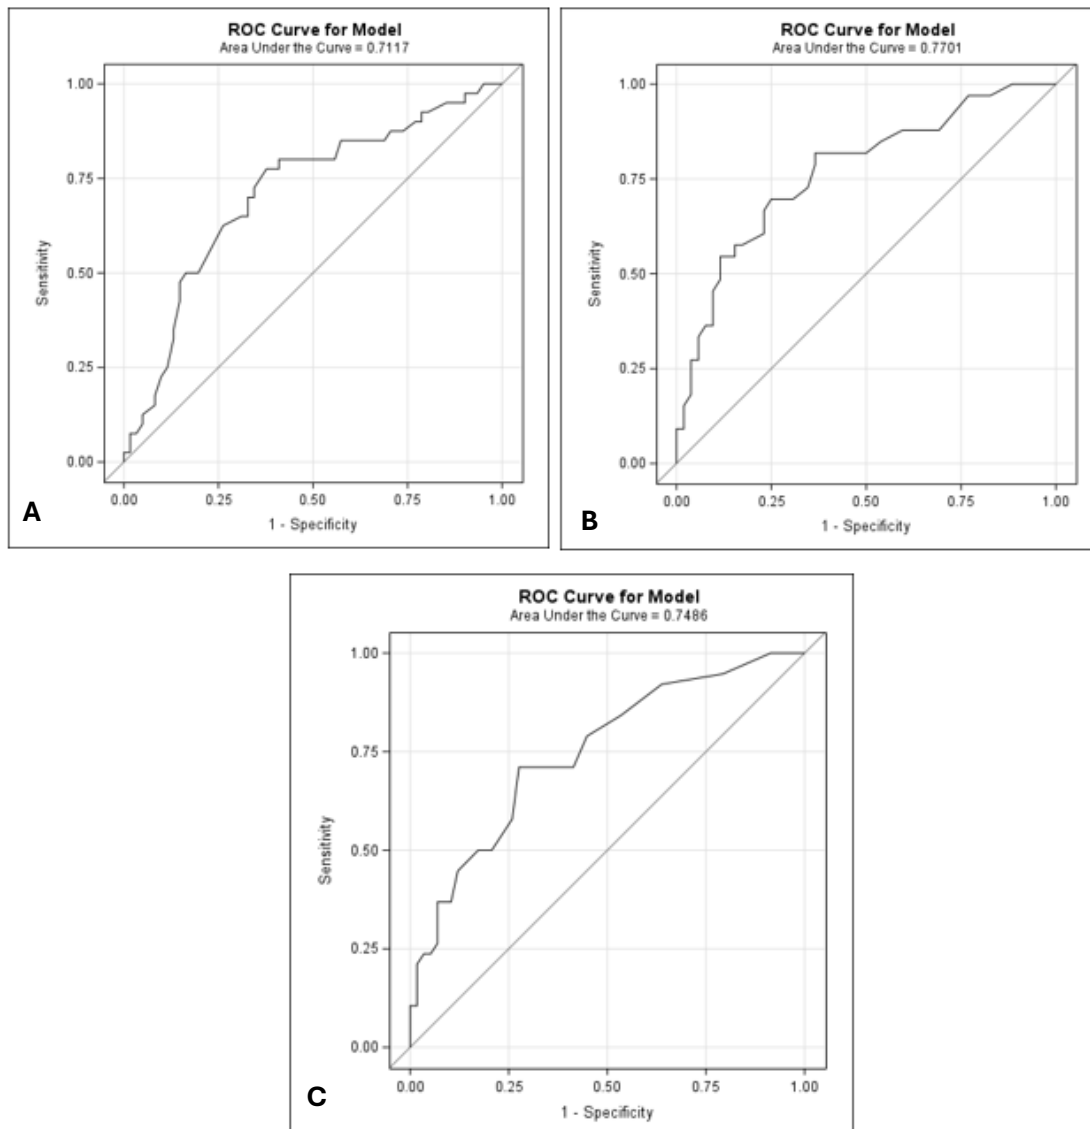 ROC Curve for Model
Area Under the Curve = 0.7117
1.00
0.75
0.50
0.25
0.00
Sensitivity
0.00 0.25 0.50 0.75 1.00
1 - Specificity
A
ROC Curve for Model
Area Under the Curve = 0.7701
1.00
0.75
0.50
0.25
0.00
Sensitivity
0.00 0.25 0.50 0.75 1.00
1 - Specificity
B
ROC Curve for Model
Area Under the Curve = 0.7486
1.00
0.75
0.50
0.25
0.00
Sensitivity
0.00 0.25 0.50 0.75 1.00
1 - Specificity
C